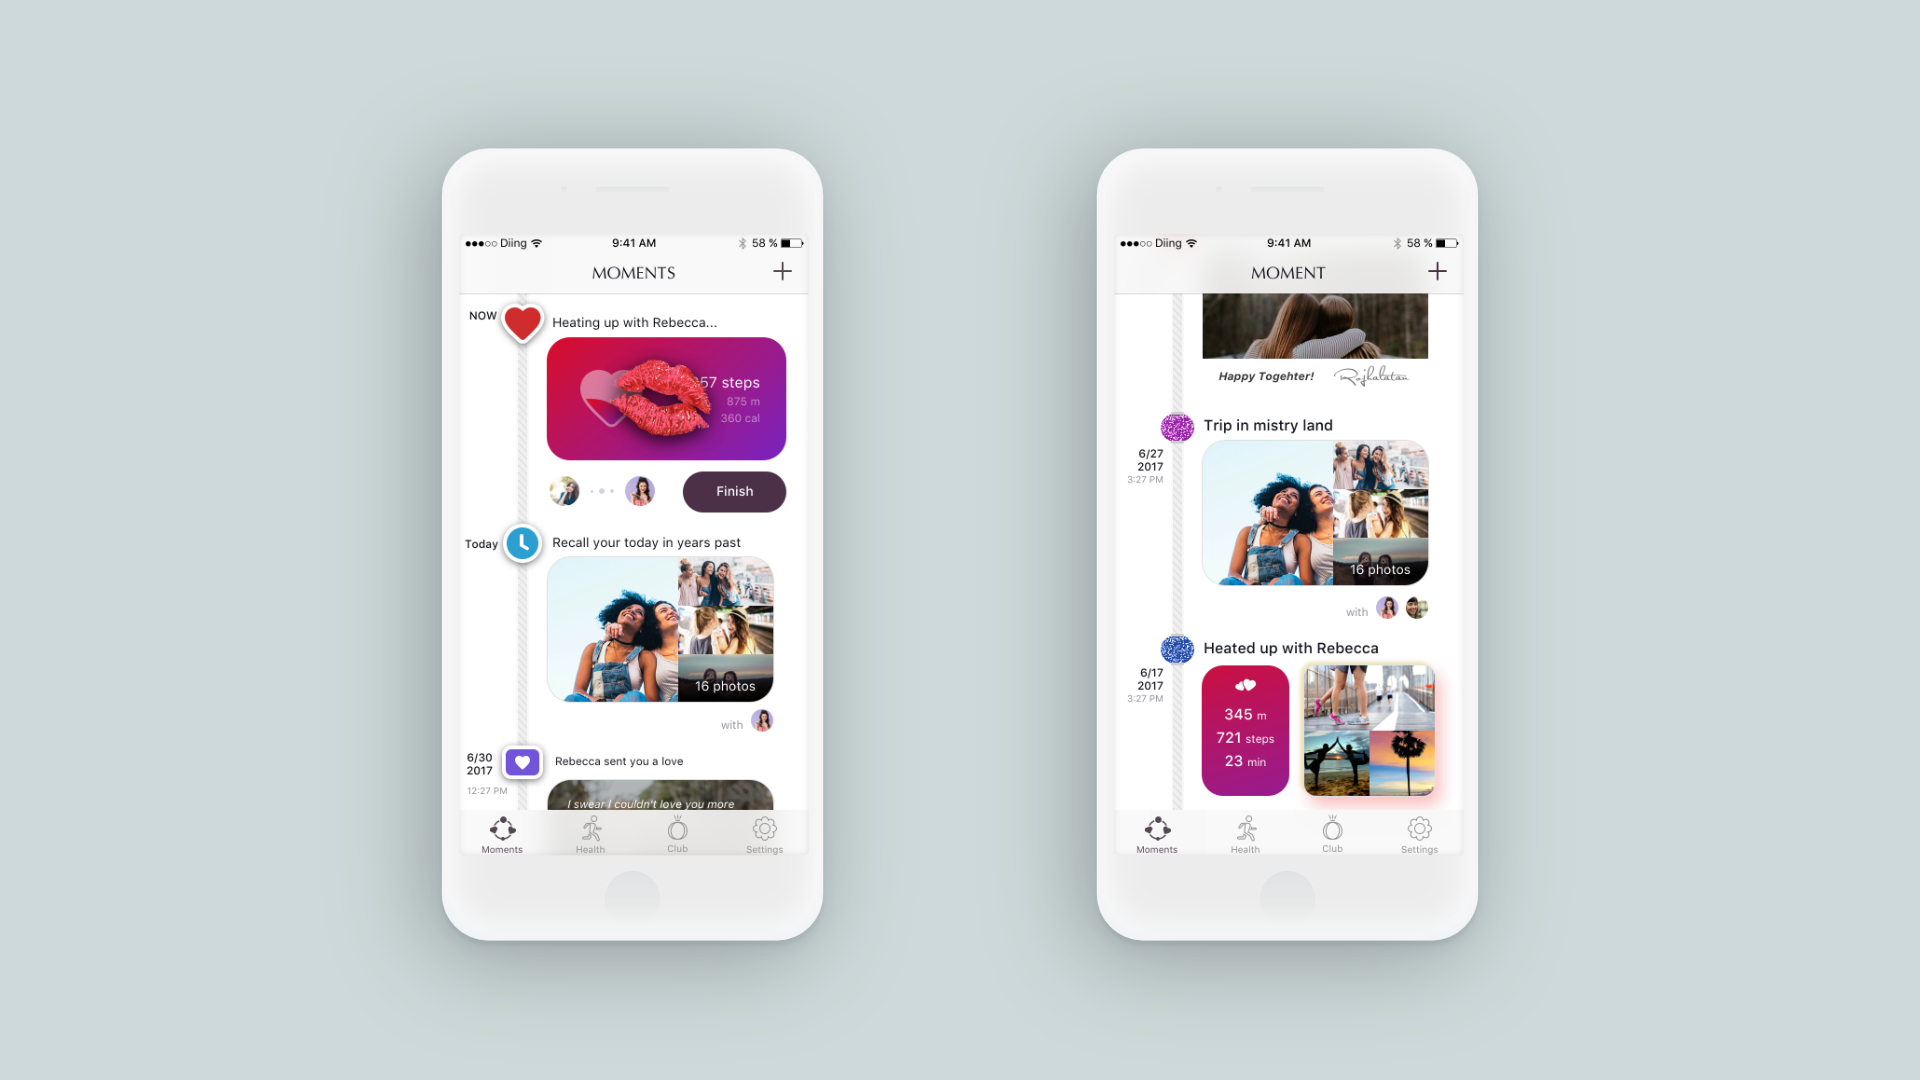 Diing
9:41 AM
58 %
MOMENTS
NOW
Heating up with Rebecca...
57 steps
875 m
360 cal
Finish
Today
Recall your today in years past
16 photos
with
6/30
2017
12:27 PM
Rebecca sent you a love
I swear I couldn't love you more
Moments
Health
Club
Settings
Diing
9:41 AM
58 %
MOMENT
Happy Togehter!
Trip in mistry land
6/27
2017
3:27 PM
16 photos
with
Heated up with Rebecca
6/17
2017
3:27 PM
345 m
721 steps
23 min
Moments
Health
Club
Settings